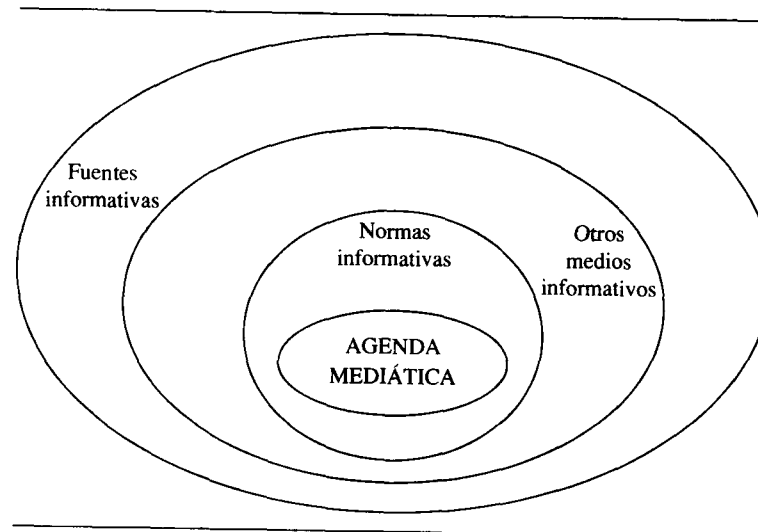 Fuentes
informativas
Normas
informativas
Otros
medios
informativos
AGENDA
MEDIÁTICA